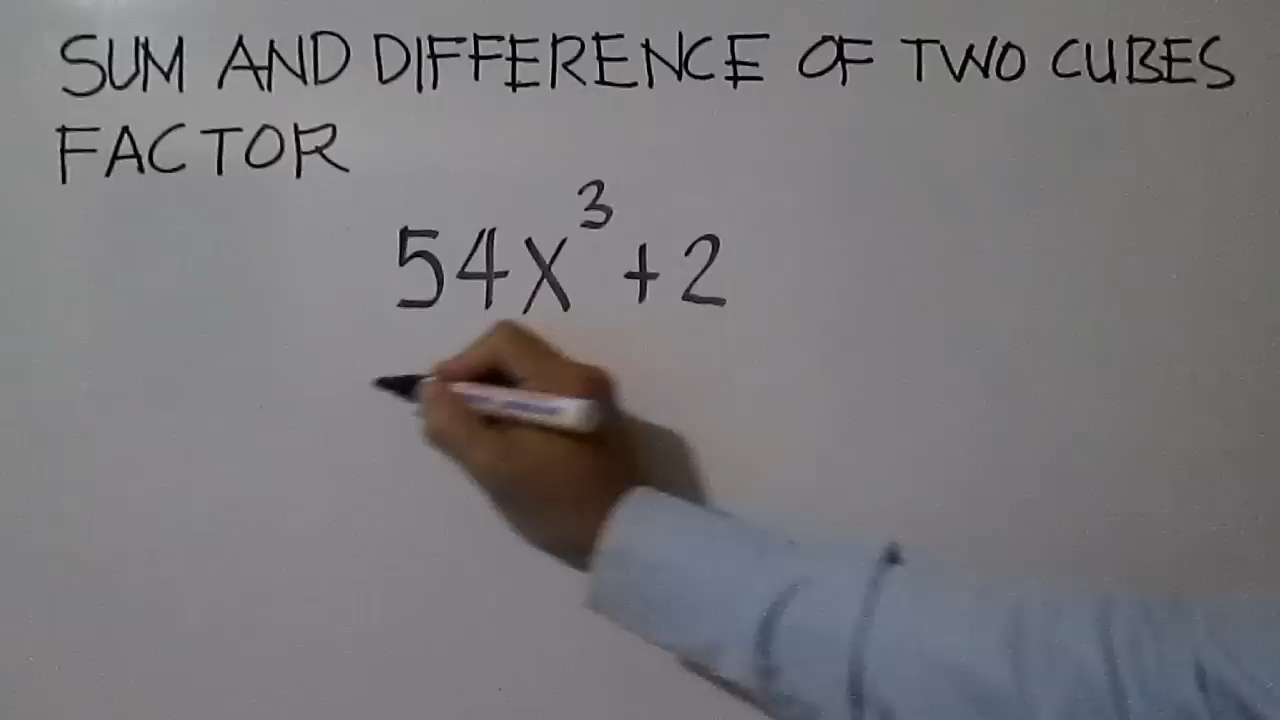 SUM AND DIFFERENCE OF TWO CUBES
FACTOR
54x³+2